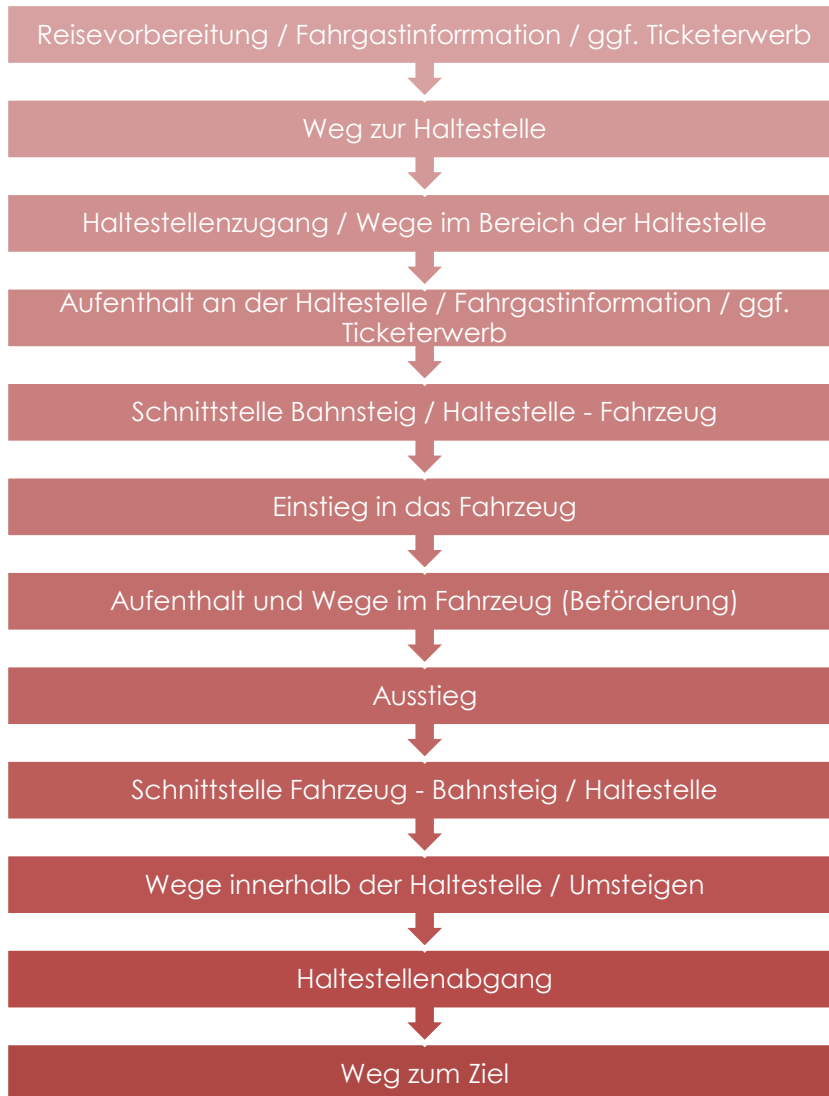 Reisevorbereitung / Fahrgastinforrmation / ggf. Ticketerwerb
Weg zur Haltestelle
Haltestellenzugang / Wege im Bereich der Haltestelle
Aufenthalt an der Haltestelle / Fahrgastinformation / ggf.
Ticketerwerb
Schnittstelle Bahnsteig / Haltestelle - Fahrzeug
Einstieg in das Fahrzeug
Aufenthalt und Wege im Fahrzeug (Beförderung)
Ausstieg
Schnittstelle Fahrzeug - Bahnsteig / Haltestelle
Wege innerhalb der Haltestelle / Umsteigen
Haltestellenabgang
Weg zum Ziel